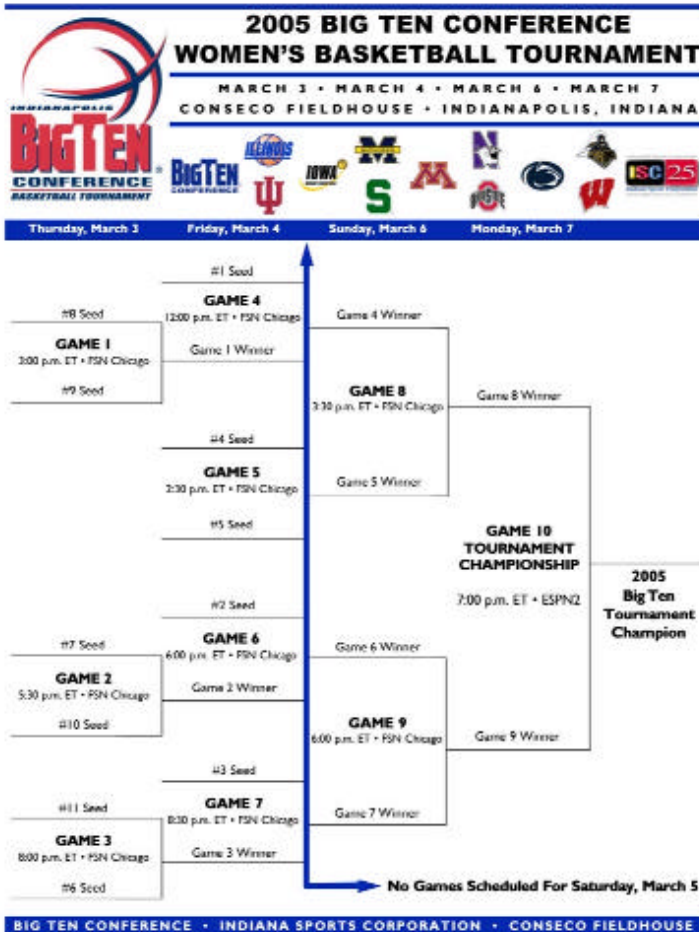 2005 BIG TEN CONFERENCE
WOMEN'S BASKETBALL TOURNAMENT
MARCH 3 • MARCH 4 • MARCH 6 • MARCH 7
CONSECO FIELDHOUSE • INDIANAPOLIS, INDIANA
INDIANAPOLIS
BIG TEN
CONFERENCE
BASKETBALL TOURNAMENT
BIG TEN
CONFERENCE
ILLINOIS
IOWA
M
S
M
N
OHIO STATE
W
ISC 25
Thursday, March 3
Friday, March 4
Sunday, March 6
Monday, March 7
#1 Seed
GAME 4
12:00 p.m. ET • FSN Chicago
Game 1 Winner
#8 Seed
GAME 1
p.m. ET • FSN Chicago
#9 Seed
#4 Seed
GAME 5
2:30 p.m. ET • FSN Chicago
#5 Seed
#2 Seed
GAME 6
6:00 p.m. ET • FSN Chicago
Game 2 Winner
#7 Seed
GAME 2
5:30 p.m. ET • FSN Chicago
#10 Seed
#3 Seed
GAME 7
8:30 p.m. ET • FSN Chicago
Game 3 Winner
#11 Seed
GAME 3
8:00 p.m. ET • FSN Chicago
#6 Seed
Game 4 Winner
GAME 8
3:30 p.m. ET • FSN Chicago
Game 5 Winner
Game 6 Winner
GAME 9
6:00 p.m. ET • FSN Chicago
Game 7 Winner
Game 8 Winner
GAME 10
TOURNAMENT
CHAMPIONSHIP
7:00 p.m. ET • ESPN2
Game 9 Winner
2005
Big Ten
Tournament
Champion
No Games Scheduled For Saturday, March 5
BIG TEN CONFERENCE • INDIANA SPORTS CORPORATION • CONSECO FIELDHOUSE